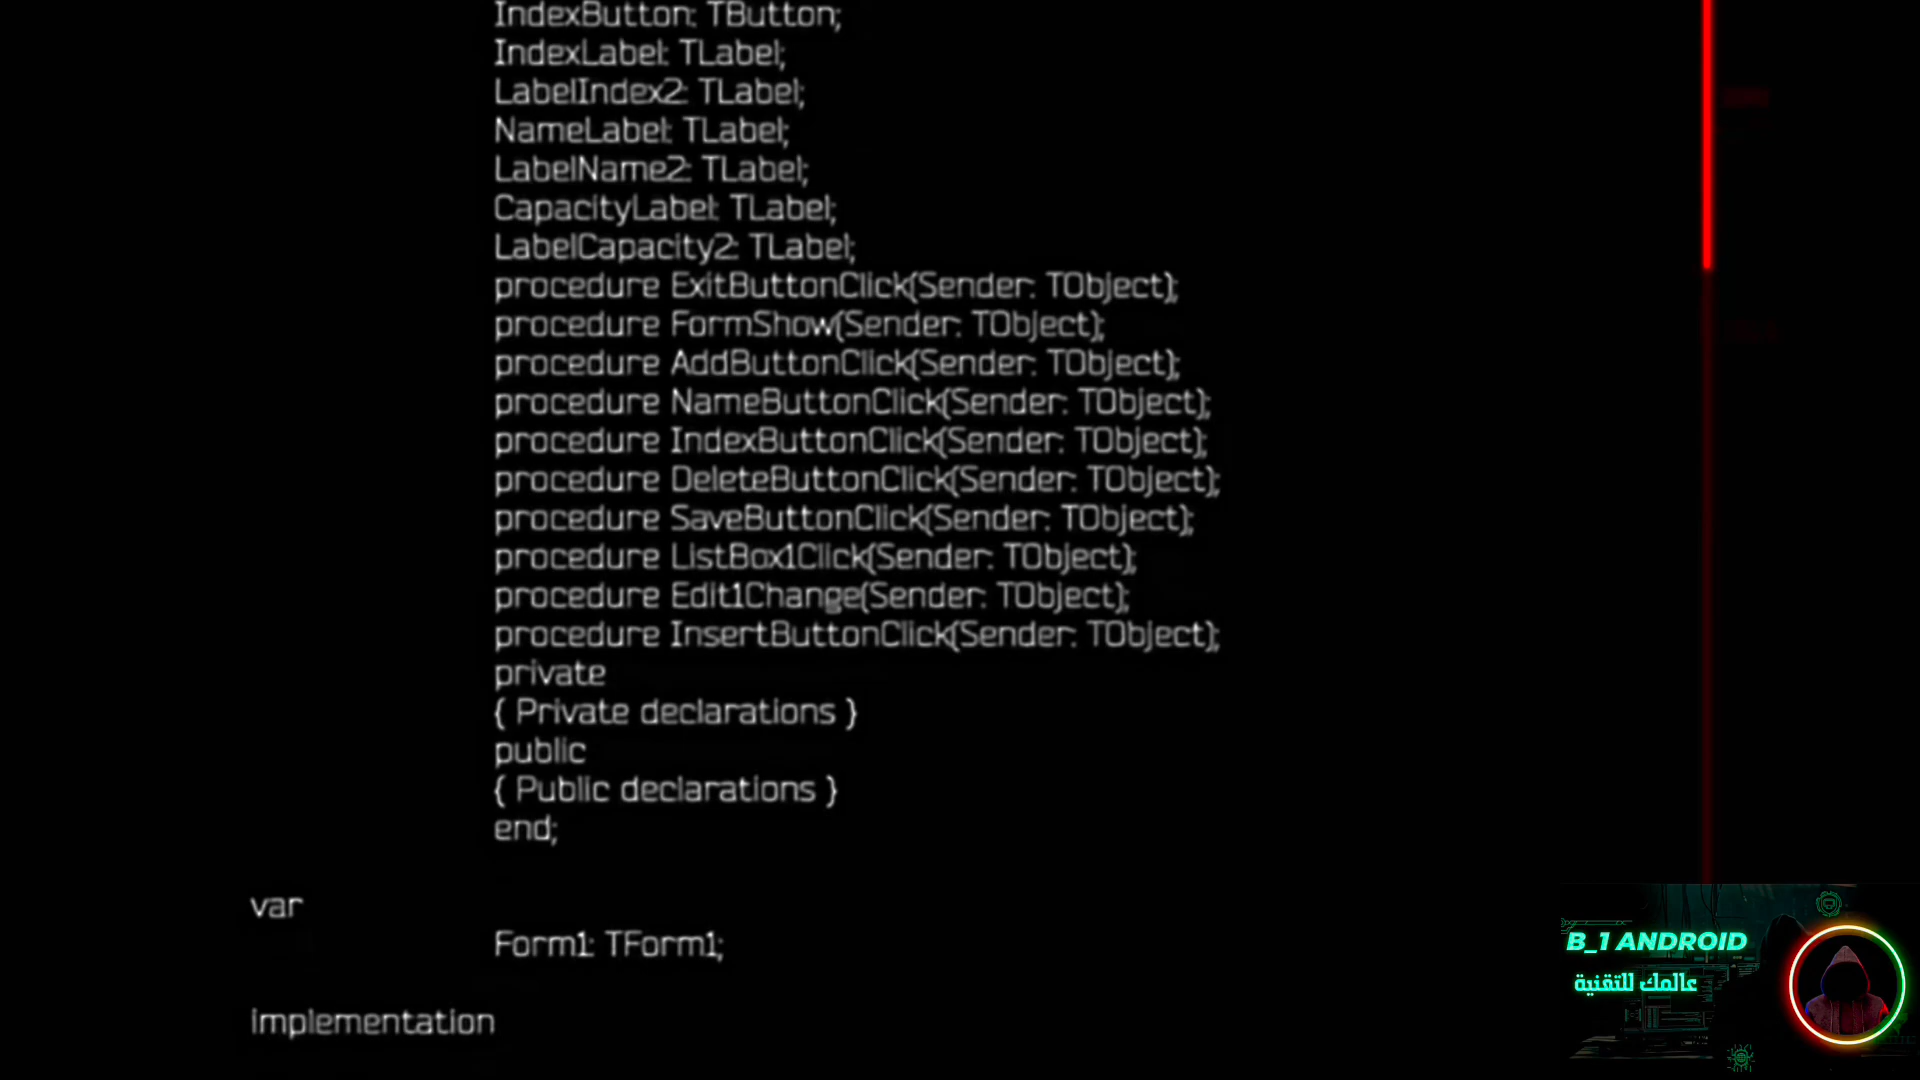 IndexButton: TButton;
IndexLabel: TLabel;
LabelIndex2: TLabel;
NameLabel: TLabel;
LabelName2: TLabel;
CapacityLabel: TLabel;
LabelCapacity2: TLabel;
procedure ExitButtonClick(Sender: TObject);
procedure FormShow(Sender: TObject);
procedure AddButtonClick(Sender: TObject);
procedure NameButtonClick(Sender: TObject);
procedure IndexButtonClick(Sender: TObject);
procedure DeleteButtonClick(Sender: TObject);
procedure SaveButtonClick(Sender: TObject);
procedure ListBox1Click(Sender: TObject);
procedure Edit1Change(Sender: TObject);
procedure InsertButtonClick(Sender: TObject);
private
{ Private declarations }
public
{ Public declarations }
end;
var
Form1: TForm1;
implementation
B_1 ANDROID
عالمك للتقنية